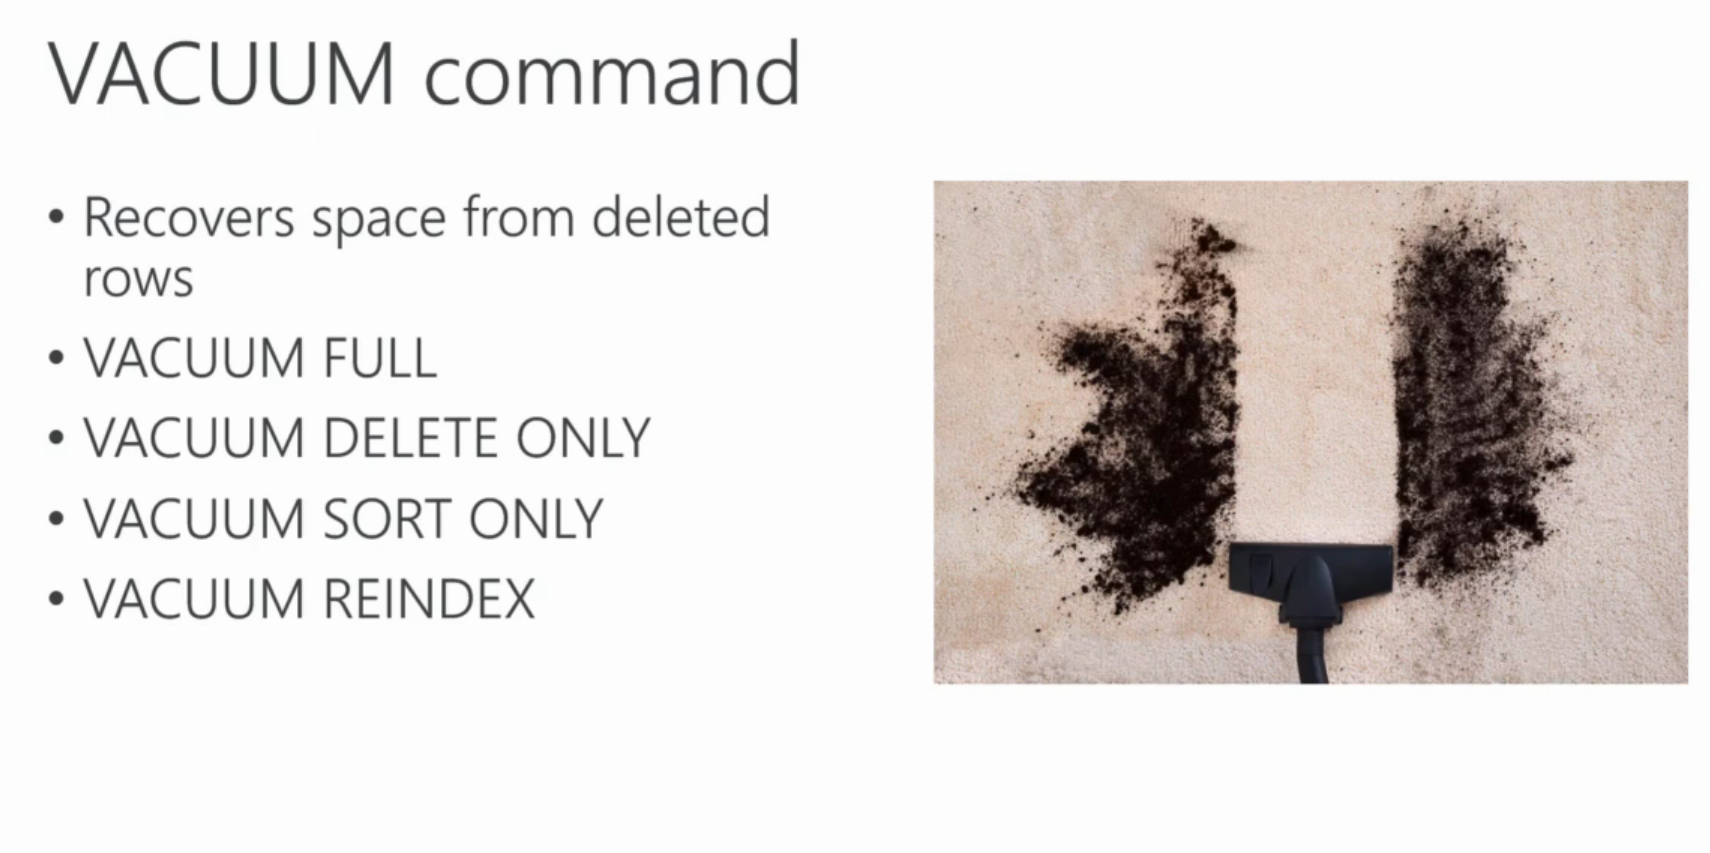 VACUUM command
• Recovers space from deleted
rows
• VACUUM FULL
• VACUUM DELETE ONLY
• VACUUM SORT ONLY
• VACUUM REINDEX